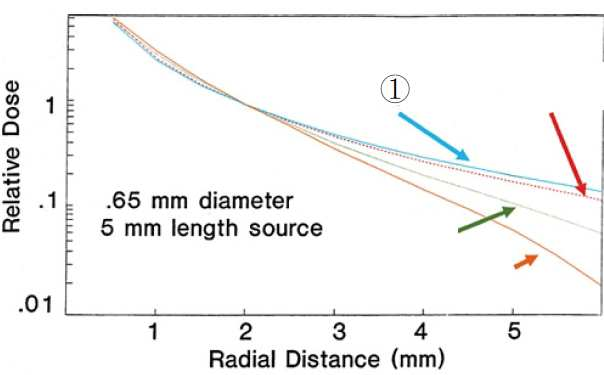 ①
1
.1
.01
Relative Dose
.65 mm diameter
5 mm length source
1 2 3 4 5
Radial Distance (mm)